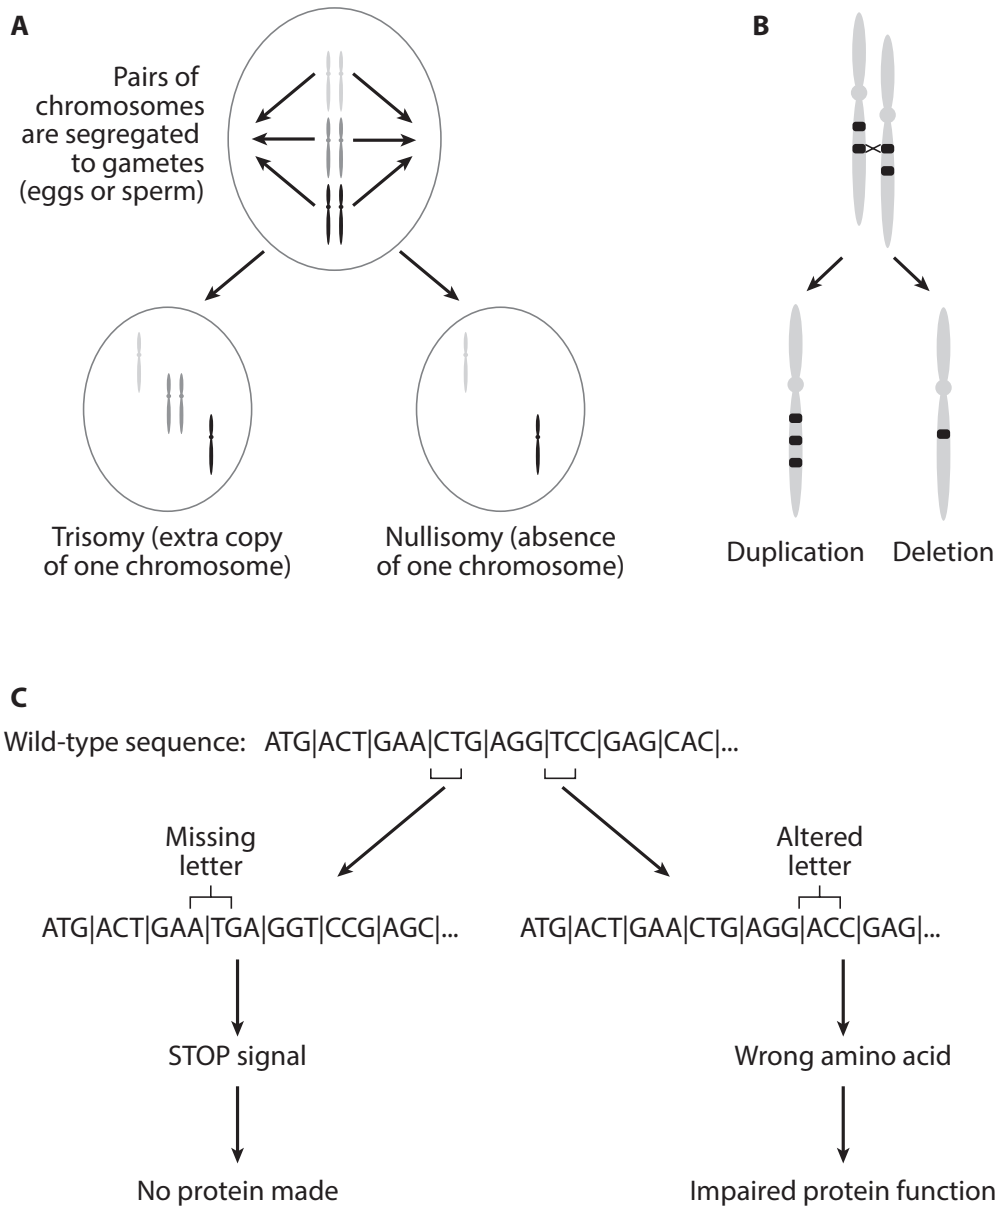 A
Pairs of
chromosomes
are segregated
to gametes
(eggs or sperm)
Trisomy (extra copy
of one chromosome)
Nullisomy (absence
of one chromosome)
B
Duplication
Deletion
C
Wild-type sequence: ATG|ACT|GAA|CTG|AGG|TCC|GAG|CAC|...
Missing
letter
ATG|ACT|GAA|TGA|GGT|CCG|AGC|...
STOP signal
No protein made
Altered
letter
ATG|ACT|GAA|CTG|AGG|ACC|GAG|...
Wrong amino acid
Impaired protein function